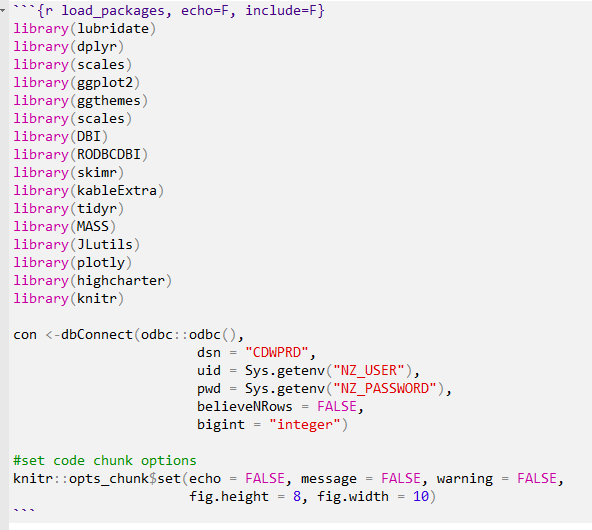 ```{r load_packages, echo=F, include=F}
library(lubridate)
library(dplyr)
library(scales)
library(ggplot2)
library(ggthemes)
library(scales)
library(DBI)
library(RODBCDBI)
library(skimr)
library(kableExtra)
library(tidyr)
library(MASS)
library(JLutils)
library(plotly)
library(highcharter)
library(knitr)

con <-dbConnect(odbc::odbc(),
                      dsn = "CDWPRD",
                      uid = Sys.getenv("NZ_USER"),
                      pwd = Sys.getenv("NZ_PASSWORD"),
                      believeNRows = FALSE,
                      bigint = "integer")

#set code chunk options
knitr::opts_chunk$set(echo = FALSE, message = FALSE, warning = FALSE,
                      fig.height = 8, fig.width = 10)
```